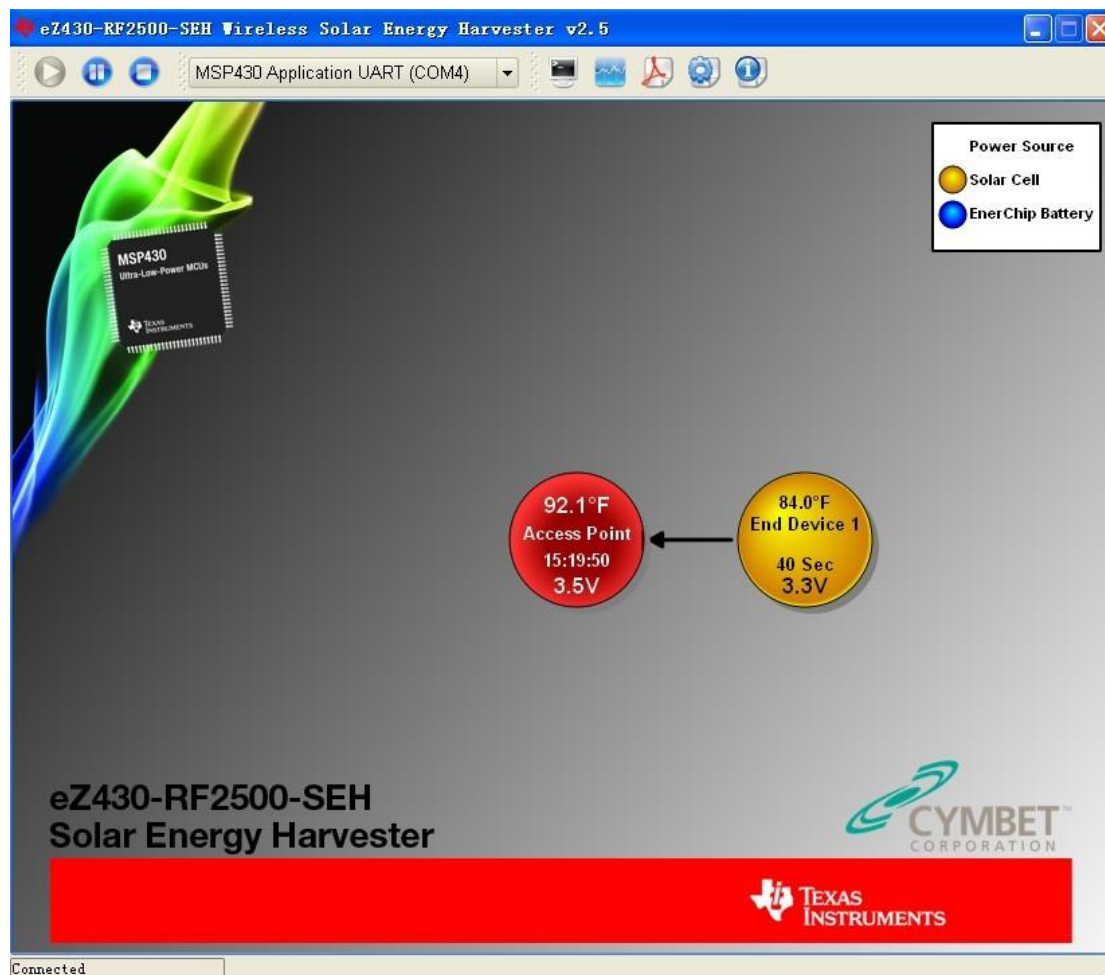 eZ430-RF2500-SEH Wireless Solar Energy Harvester v2.5
MSP430 Application UART (COM4)
Power Source
Solar Cell
EnerChip Battery
MSP430
Ultra-Low-Power MCUs
TEXAS
INSTRUMENTS
92.1°F
Access Point
15:19:50
3.5V
84.0°F
End Device 1
40 Sec
3.3V
eZ430-RF2500-SEH
Solar Energy Harvester
CYMBET™
CORPORATION
TEXAS
INSTRUMENTS
Connected